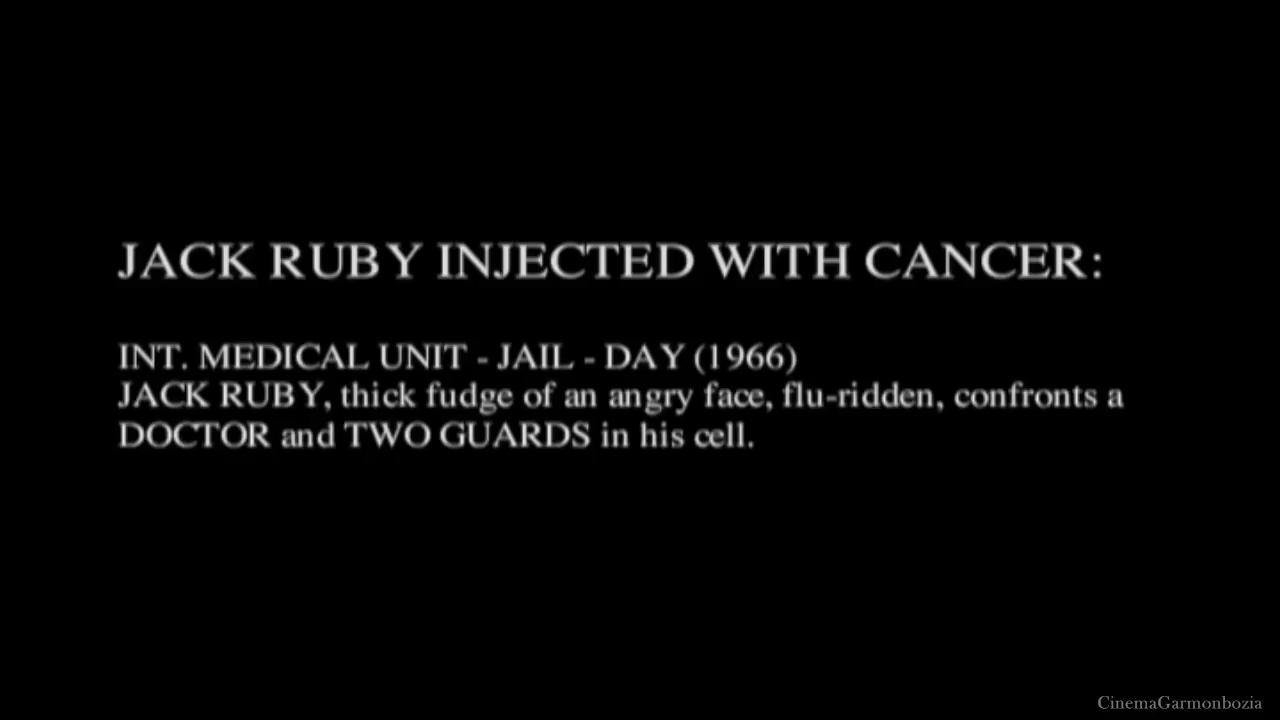 JACK RUBY INJECTED WITH CANCER:
INT. MEDICAL UNIT - JAIL - DAY (1966)
JACK RUBY, thick fudge of an angry face, flu-ridden, confronts a
DOCTOR and TWO GUARDS in his cell.
CinemaGarmonbozia